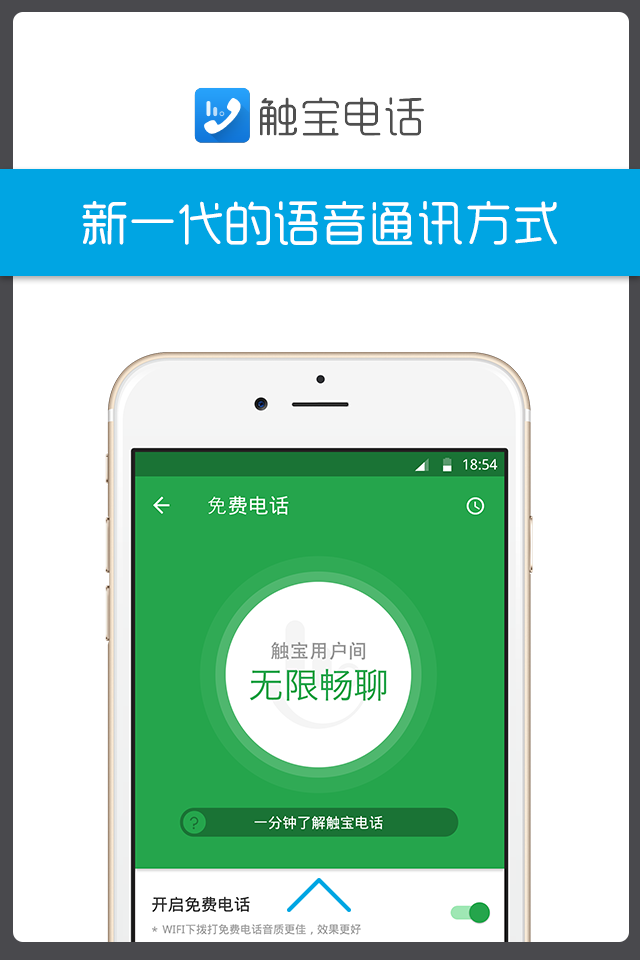 触宝电话
新一代的语音通讯方式
18:54
免费电话
触宝用户间
无限畅聊
? 一分钟了解触宝电话
开启免费电话
* WIFI下拨打免费电话音质更佳，效果更好